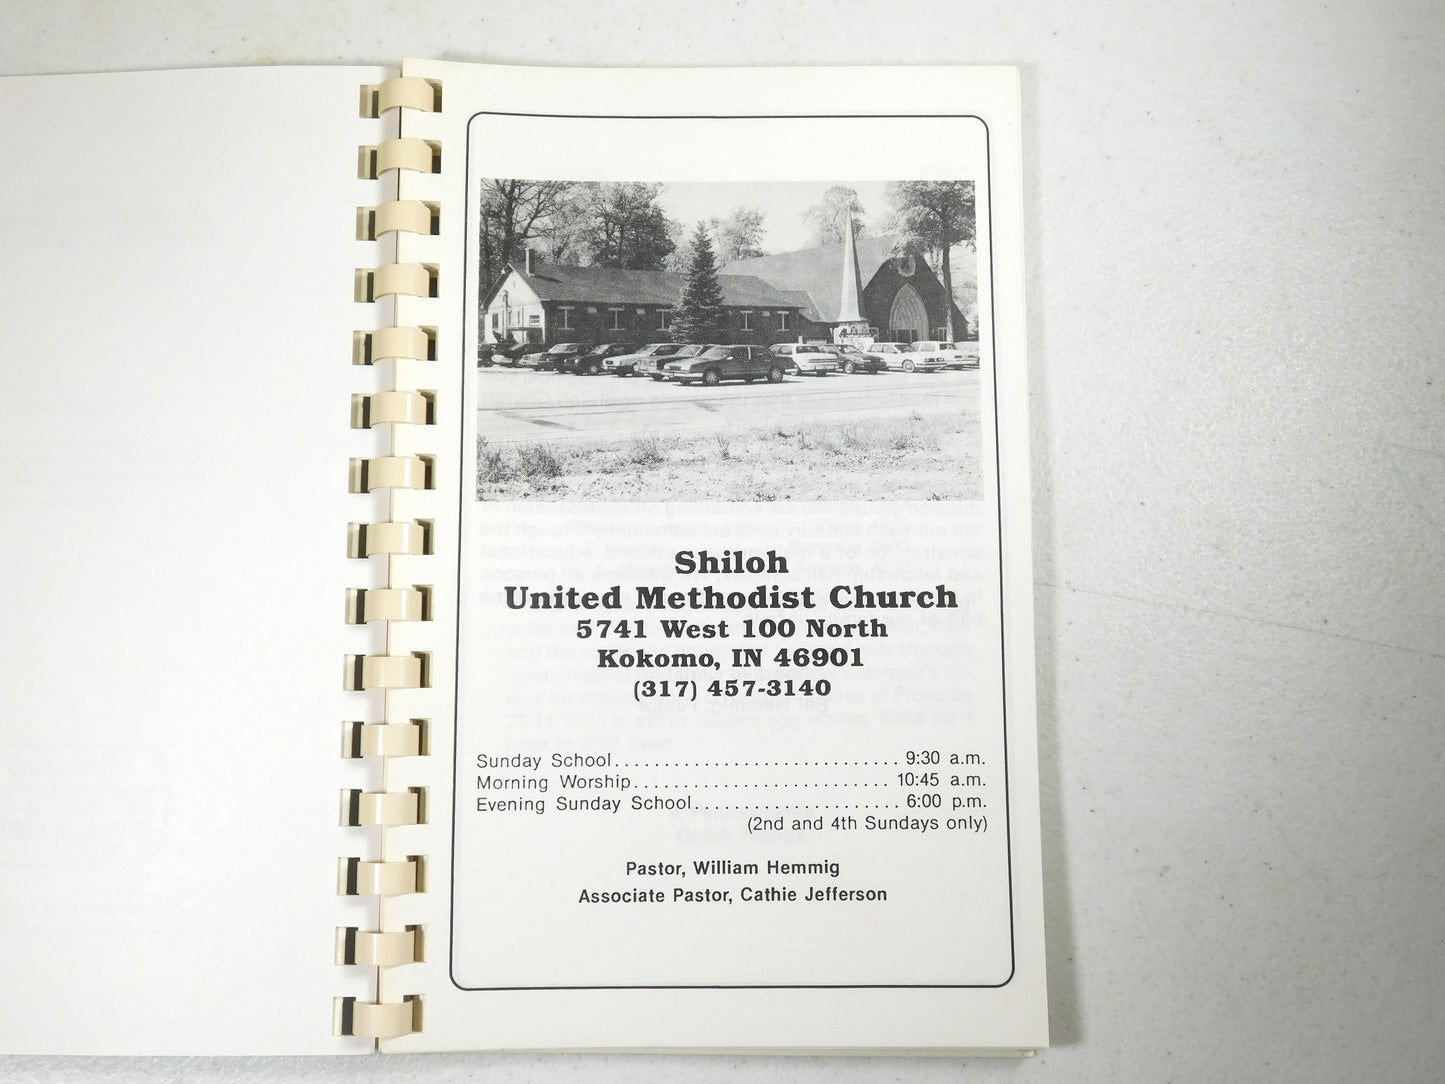 Shiloh
United Methodist Church
5741 West 100 North
Kokomo, IN 46901
(317) 457-3140
Sunday School............................. 9:30 a.m.
Morning Worship.......................... 10:45 a.m.
Evening Sunday School..................... 6:00 p.m.
(2nd and 4th Sundays only)
Pastor, William Hemmig
Associate Pastor, Cathie Jefferson